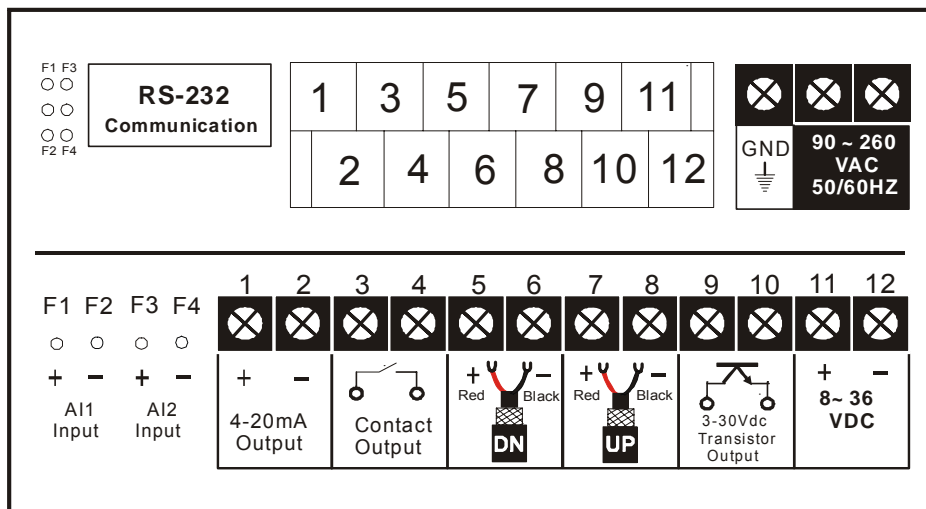 F1 F3
F2 F4
RS-232
Communication
1 3 5 7 9 11
2 4 6 8 10 12
GND
90 ~ 260
VAC
50/60HZ
1 2 3 4 5 6 7 8 9 10 11 12
F1 F2 F3 F4
+ − + −
AI1
Input
AI2
Input
+ −
4-20mA
Output
Contact
Output
+ −
Red Black
DN
+ −
Red Black
UP
3-30Vdc
Transistor
Output
+ −
8~ 36
VDC